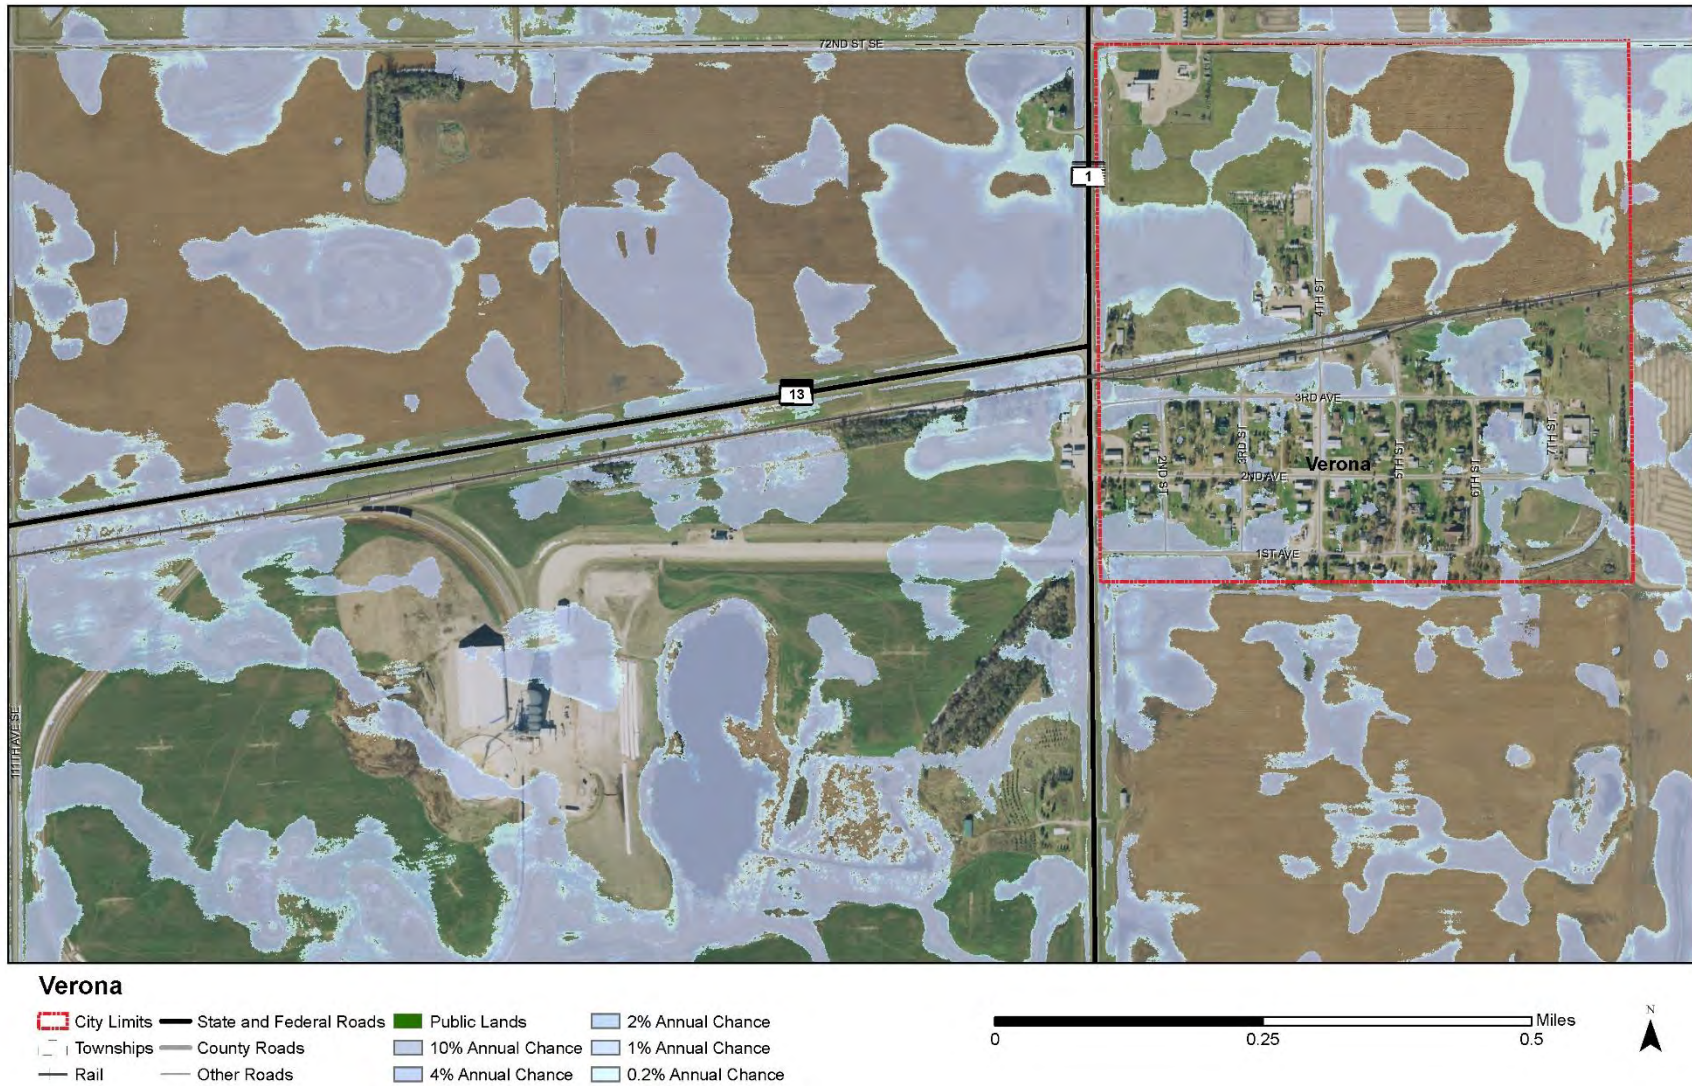 72ND ST SE
1
4TH ST
13
3RD AVE
3RD ST
7TH ST
2ND ST
Verona
2ND AVE
5TH ST
6TH ST
1ST AVE
111TH AVE SE
Verona
City Limits State and Federal Roads Public Lands 2% Annual Chance
Townships County Roads 10% Annual Chance 1% Annual Chance
Rail Other Roads 4% Annual Chance 0.2% Annual Chance
Miles
0 0.25 0.5
N